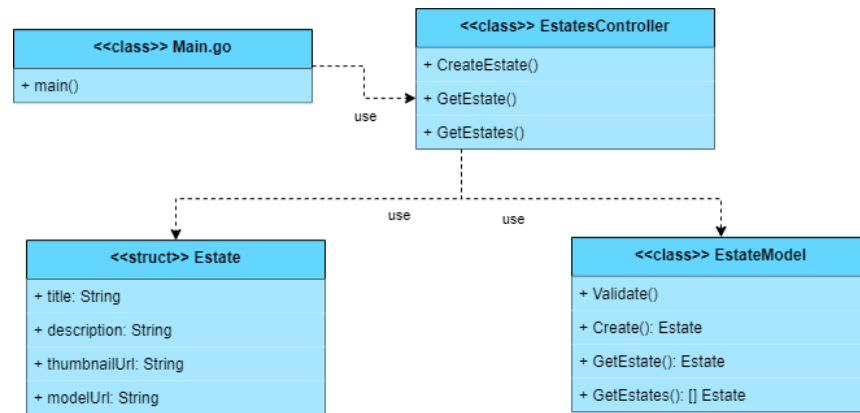 <<class>> Main.go
+ main()
use
<<class>> EstatesController
+ CreateEstate()
+ GetEstate()
+ GetEstates()
use
use
<<struct>> Estate
+ title: String
+ description: String
+ thumbnailUrl: String
+ modelUrl: String
<<class>> EstateModel
+ Validate()
+ Create(): Estate
+ GetEstate(): Estate
+ GetEstates(): [] Estate